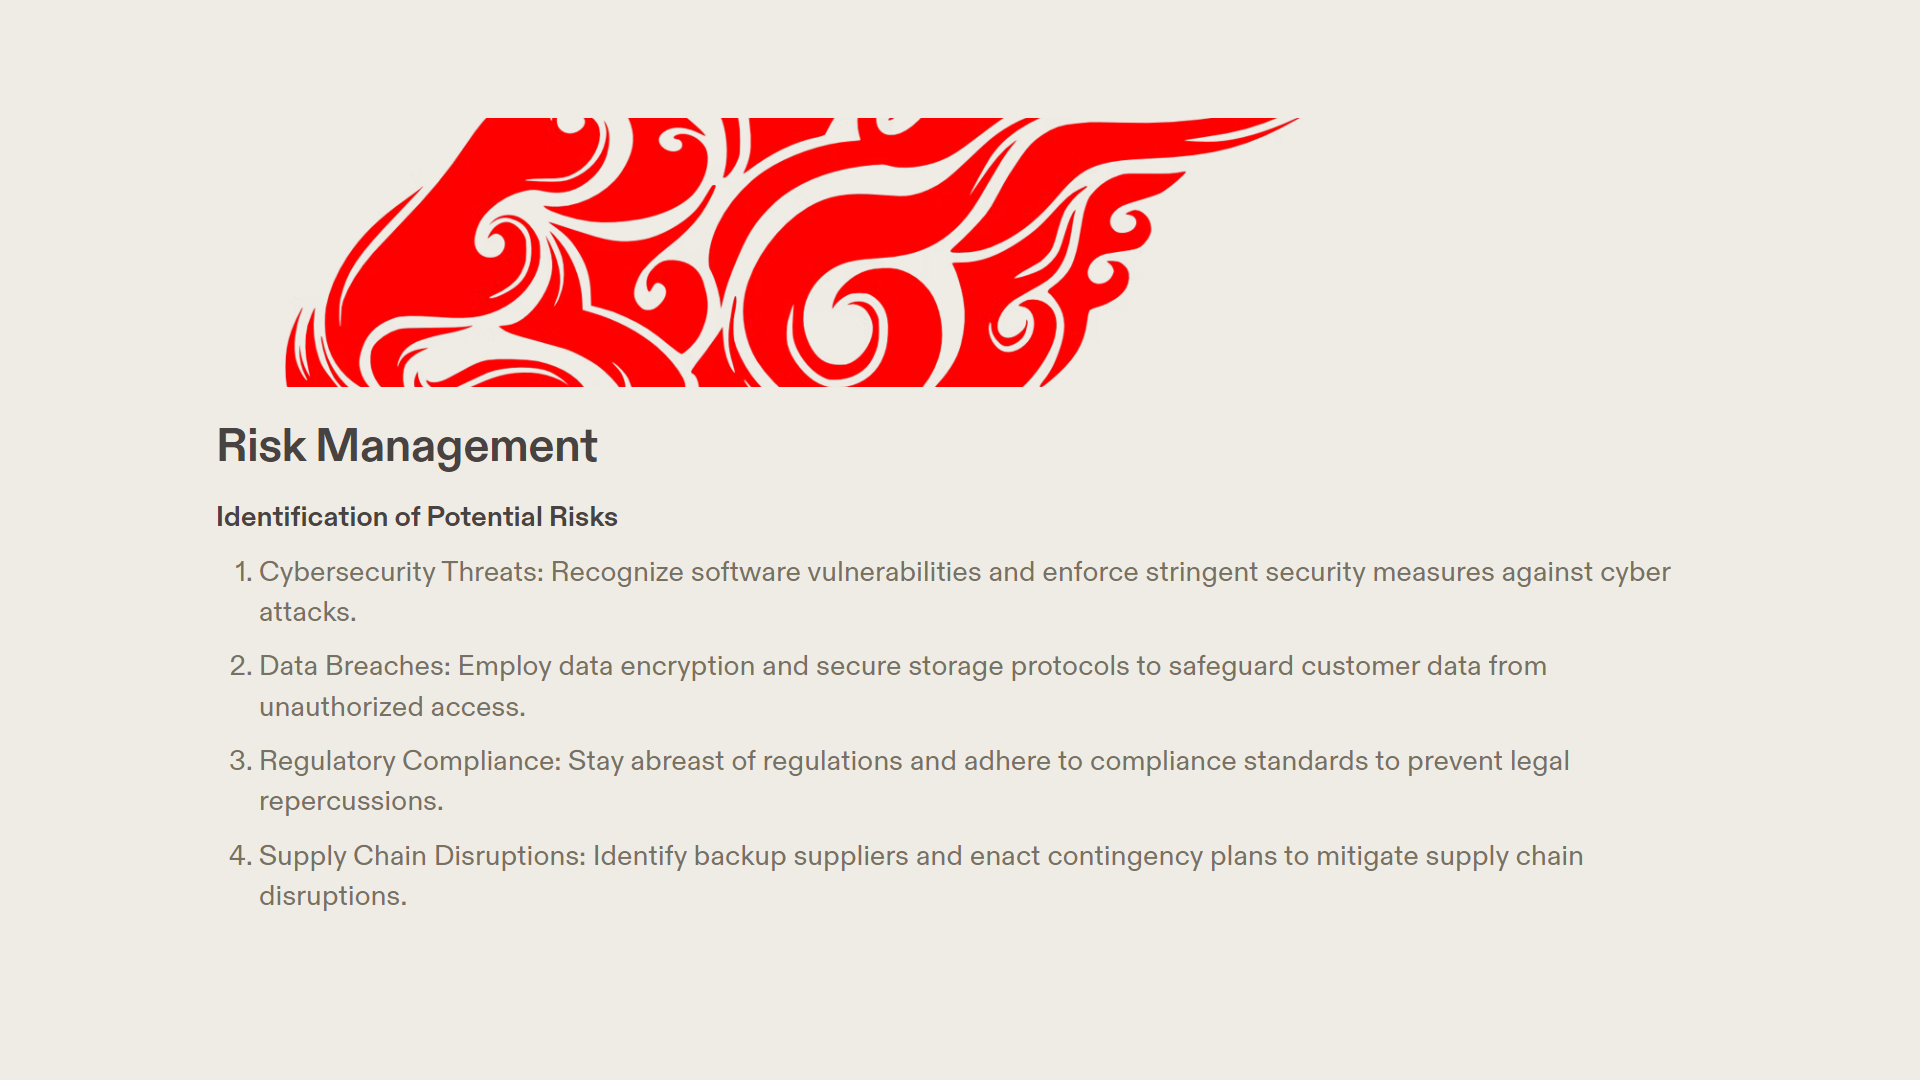 Risk Management
Identification of Potential Risks
1. Cybersecurity Threats: Recognize software vulnerabilities and enforce stringent security measures against cyber
attacks.
2. Data Breaches: Employ data encryption and secure storage protocols to safeguard customer data from
unauthorized access.
3. Regulatory Compliance: Stay abreast of regulations and adhere to compliance standards to prevent legal
repercussions.
4. Supply Chain Disruptions: Identify backup suppliers and enact contingency plans to mitigate supply chain
disruptions.